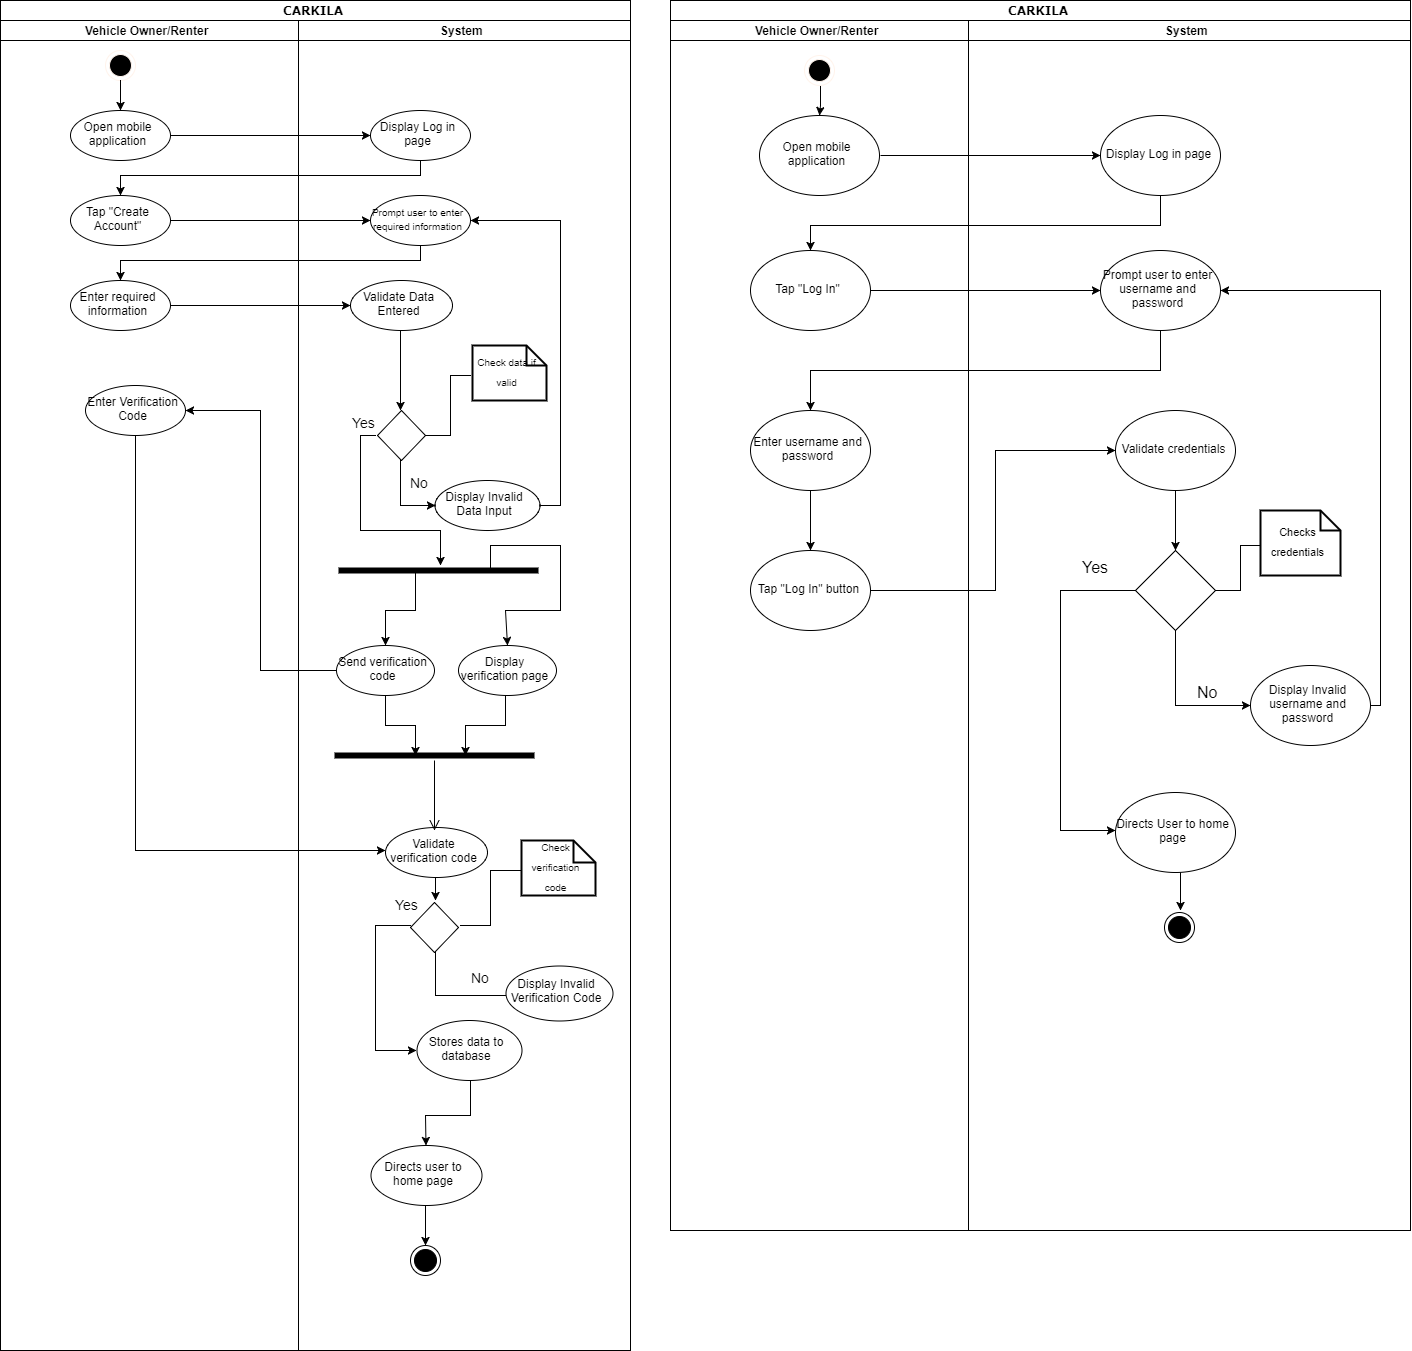 CARKILA
Vehicle Owner/Renter
System
Open mobile
application
Display Log in
page
Tap "Create
Account"
Prompt user to enter
required information
Enter required
information
Validate Data
Entered
Check data if
valid
Enter Verification
Code
Yes
No
Display Invalid
Data Input
Send verification
code
Display
verification page
Validate
verification code
Check
verification
code
Yes
No
Display Invalid
Verification Code
Stores data to
database
Directs user to
home page
CARKILA
Vehicle Owner/Renter
System
Open mobile
application
Display Log in page
Tap "Log In"
Prompt user to enter
username and
password
Enter username and
password
Validate credentials
Checks
credentials
Tap "Log In" button
Yes
No
Display Invalid
username and
password
Directs User to home
page